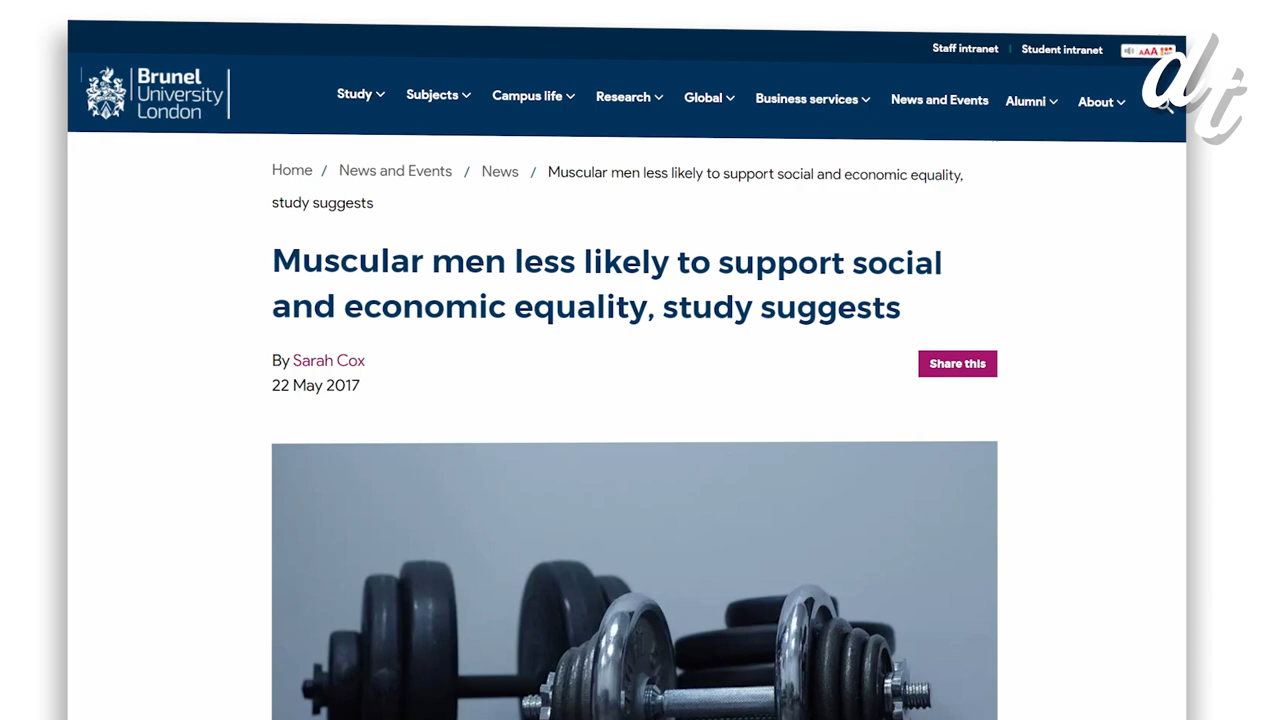 Staff intranet | Student intranet
AAA
dt
Brunel
University
London
Study Subjects Campus life Research Global Business services News and Events Alumni About
Home / News and Events / News / Muscular men less likely to support social and economic equality,
study suggests
Muscular men less likely to support social
and economic equality, study suggests
By Sarah Cox
Share this
22 May 2017